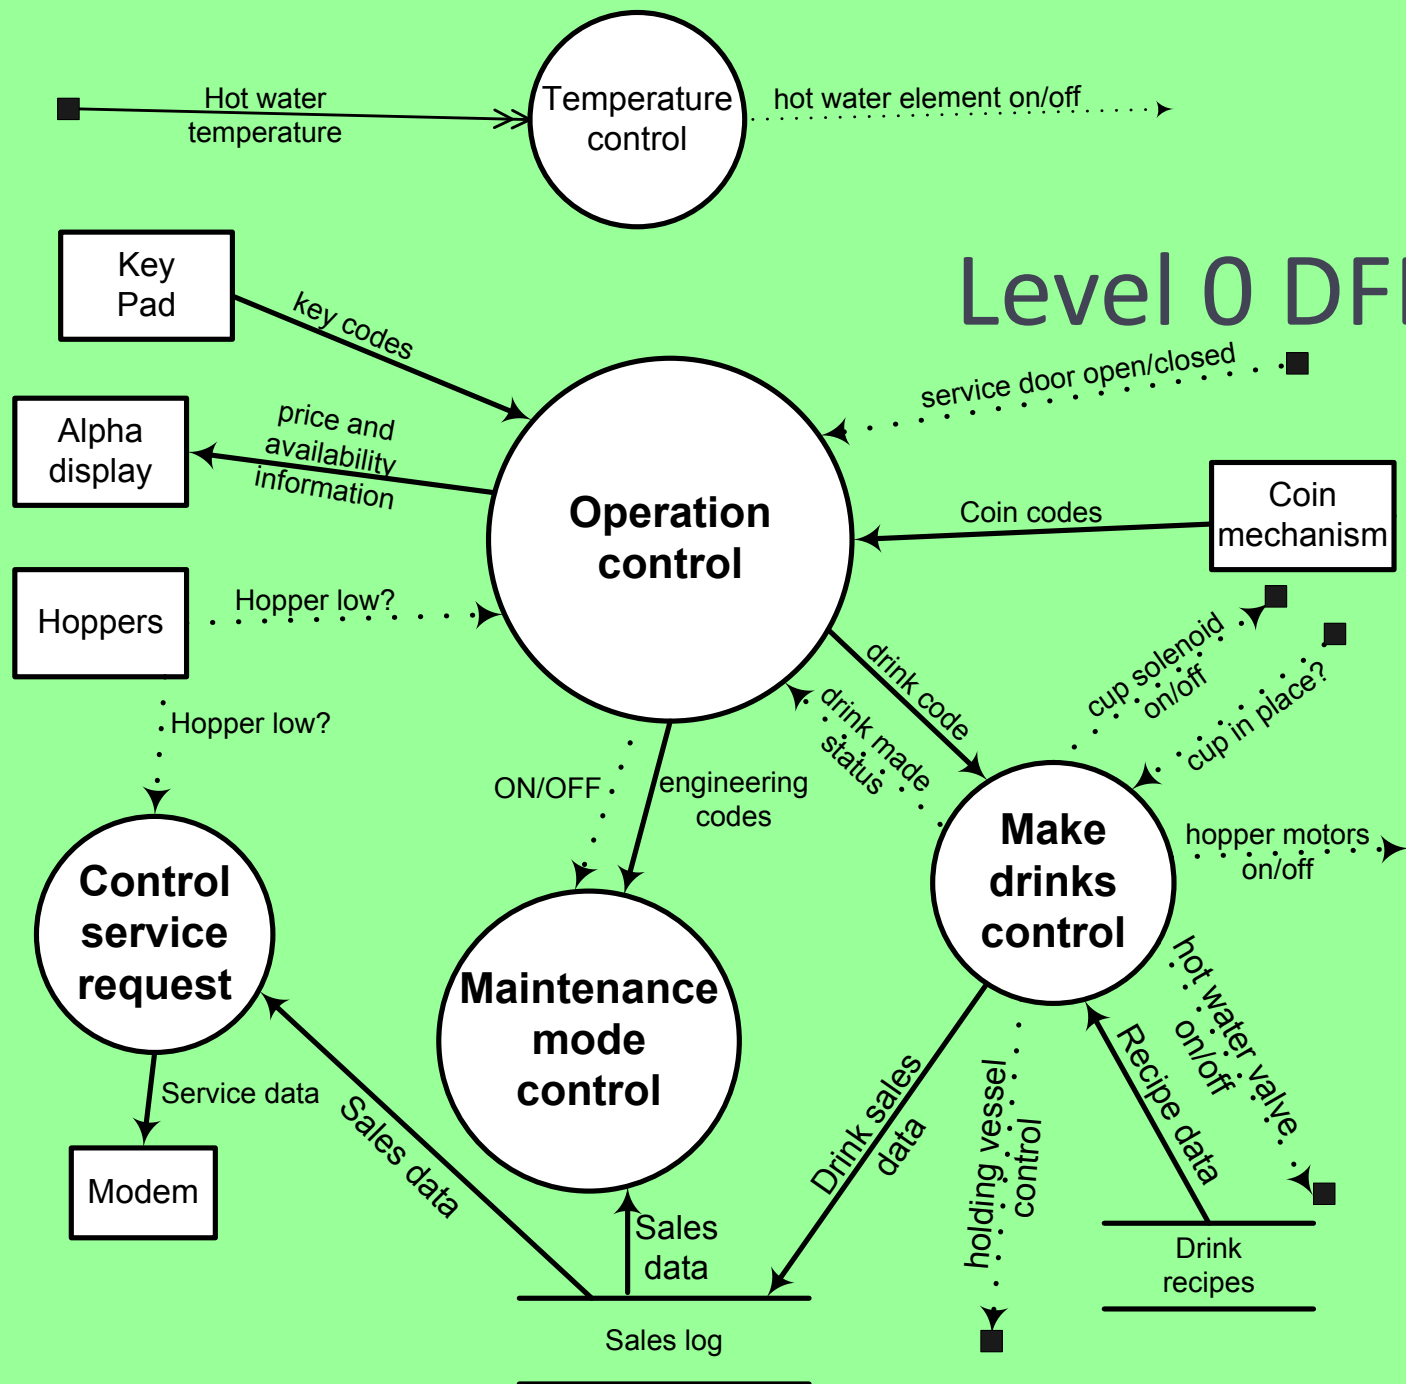 Hot water
temperature
Temperature
control
hot water element on/off
Level 0 DF
Key
Pad
key codes
service door open/closed
Alpha
display
price and
availability
information
Operation
control
Coin codes
Coin
mechanism
Hoppers
Hopper low?
Hopper low?
drink code
drink made
status
cup solenoid
on/off
cup in place?
ON/OFF
engineering
codes
Make
drinks
control
hopper motors
on/off
Control
service
request
Maintenance
mode
control
hot water valve
on/off
Service data
Sales data
Modem
Drink sales
data
holding vessel
control
Recipe data
Sales
data
Drink
recipes
Sales log